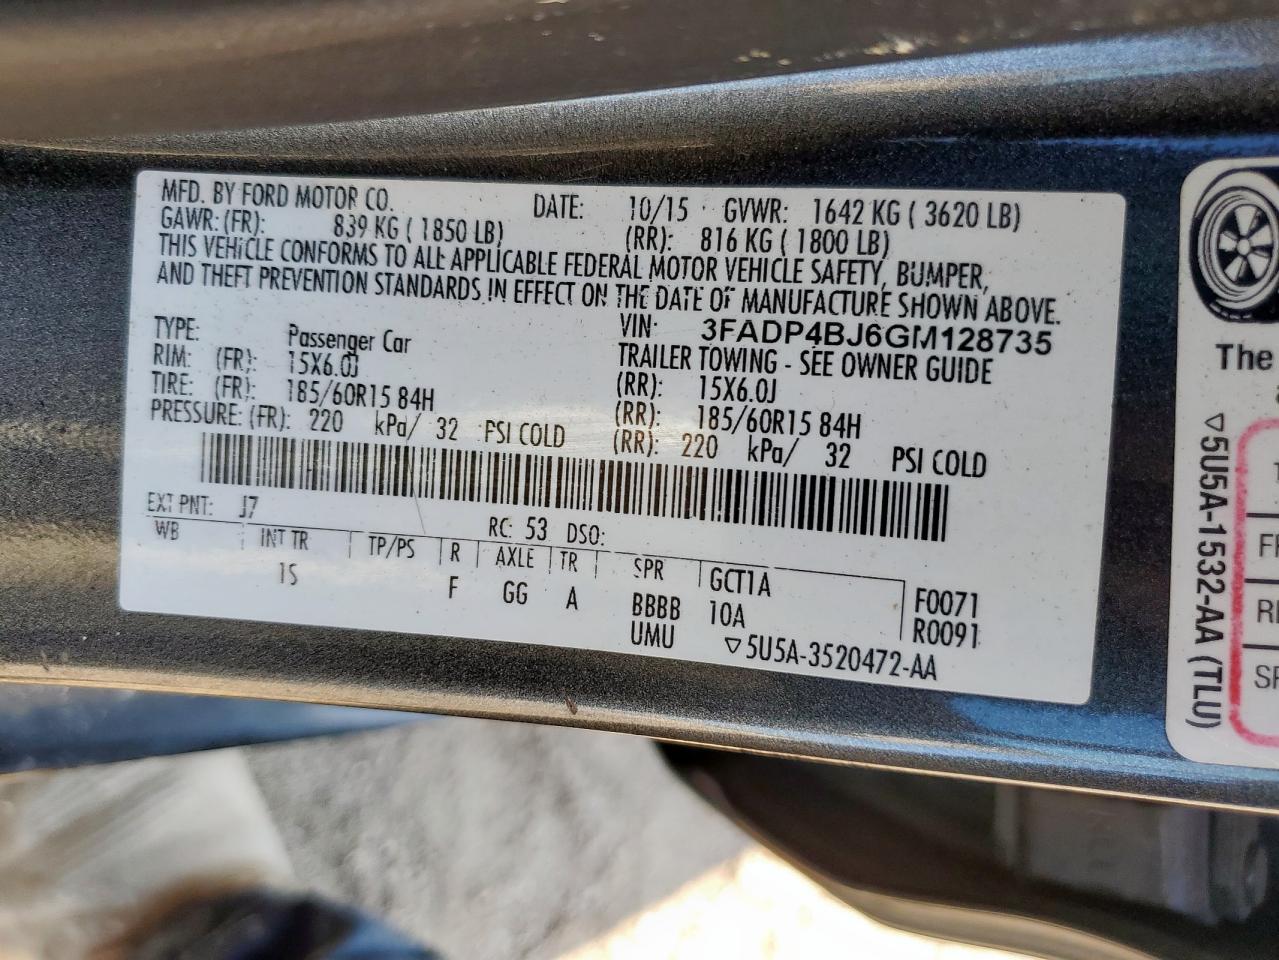 MFD. BY FORD MOTOR CO. DATE: 10/15 GVWR: 1642 KG ( 3620 LB)
GAWR: (FR): 839 KG ( 1850 LB) (RR): 816 KG ( 1800 LB)
THIS VEHICLE CONFORMS TO ALL APPLICABLE FEDERAL MOTOR VEHICLE SAFETY, BUMPER,
AND THEFT PREVENTION STANDARDS IN EFFECT ON THE DATE OF MANUFACTURE SHOWN ABOVE.
VIN: 3FADP4BJ6GM128735
TYPE: Passenger Car TRAILER TOWING - SEE OWNER GUIDE
RIM: (FR): 15X6.0J (RR): 15X6.0J
TIRE: (FR): 185/60R15 84H (RR): 185/60R15 84H
PRESSURE: (FR): 220 kPa/ 32 PSI COLD (RR): 220 kPa/ 32 PSI COLD
EXT PNT: J7 RC: 53 DSO:
WB INT TR TP/PS R AXLE TR SPR GCT1A F0071
1S F GG A BBBB 10A R0091
UMU ▽5U5A-3520472-AA
The
▽5U5A-1532-AA (TLU)